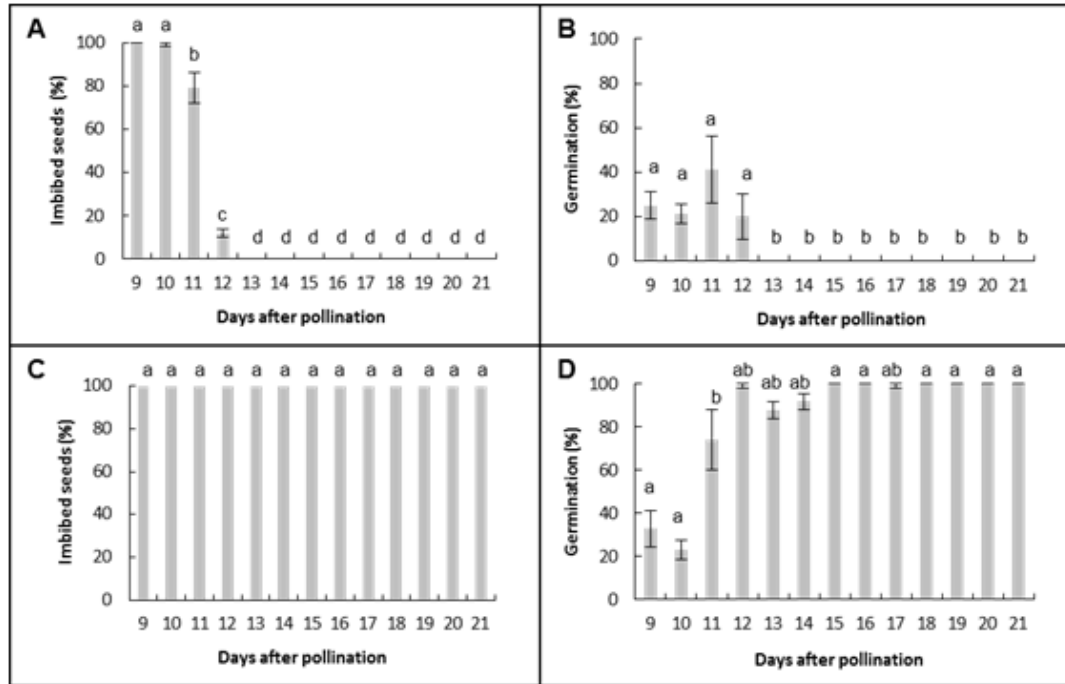 A
a a b c d d d d d d d d d
100
80
60
40
20
0
Imbibed seeds (%)
9 10 11 12 13 14 15 16 17 18 19 20 21
Days after pollination
B
a a a a b b b b b b b b b
100
80
60
40
20
0
Germination (%)
9 10 11 12 13 14 15 16 17 18 19 20 21
Days after pollination
C
a a a a a a a a a a a a a
100
80
60
40
20
0
Imbibed seeds (%)
9 10 11 12 13 14 15 16 17 18 19 20 21
Days after pollination
D
a a b ab ab ab a a ab a a a a
100
80
60
40
20
0
Germination (%)
9 10 11 12 13 14 15 16 17 18 19 20 21
Days after pollination